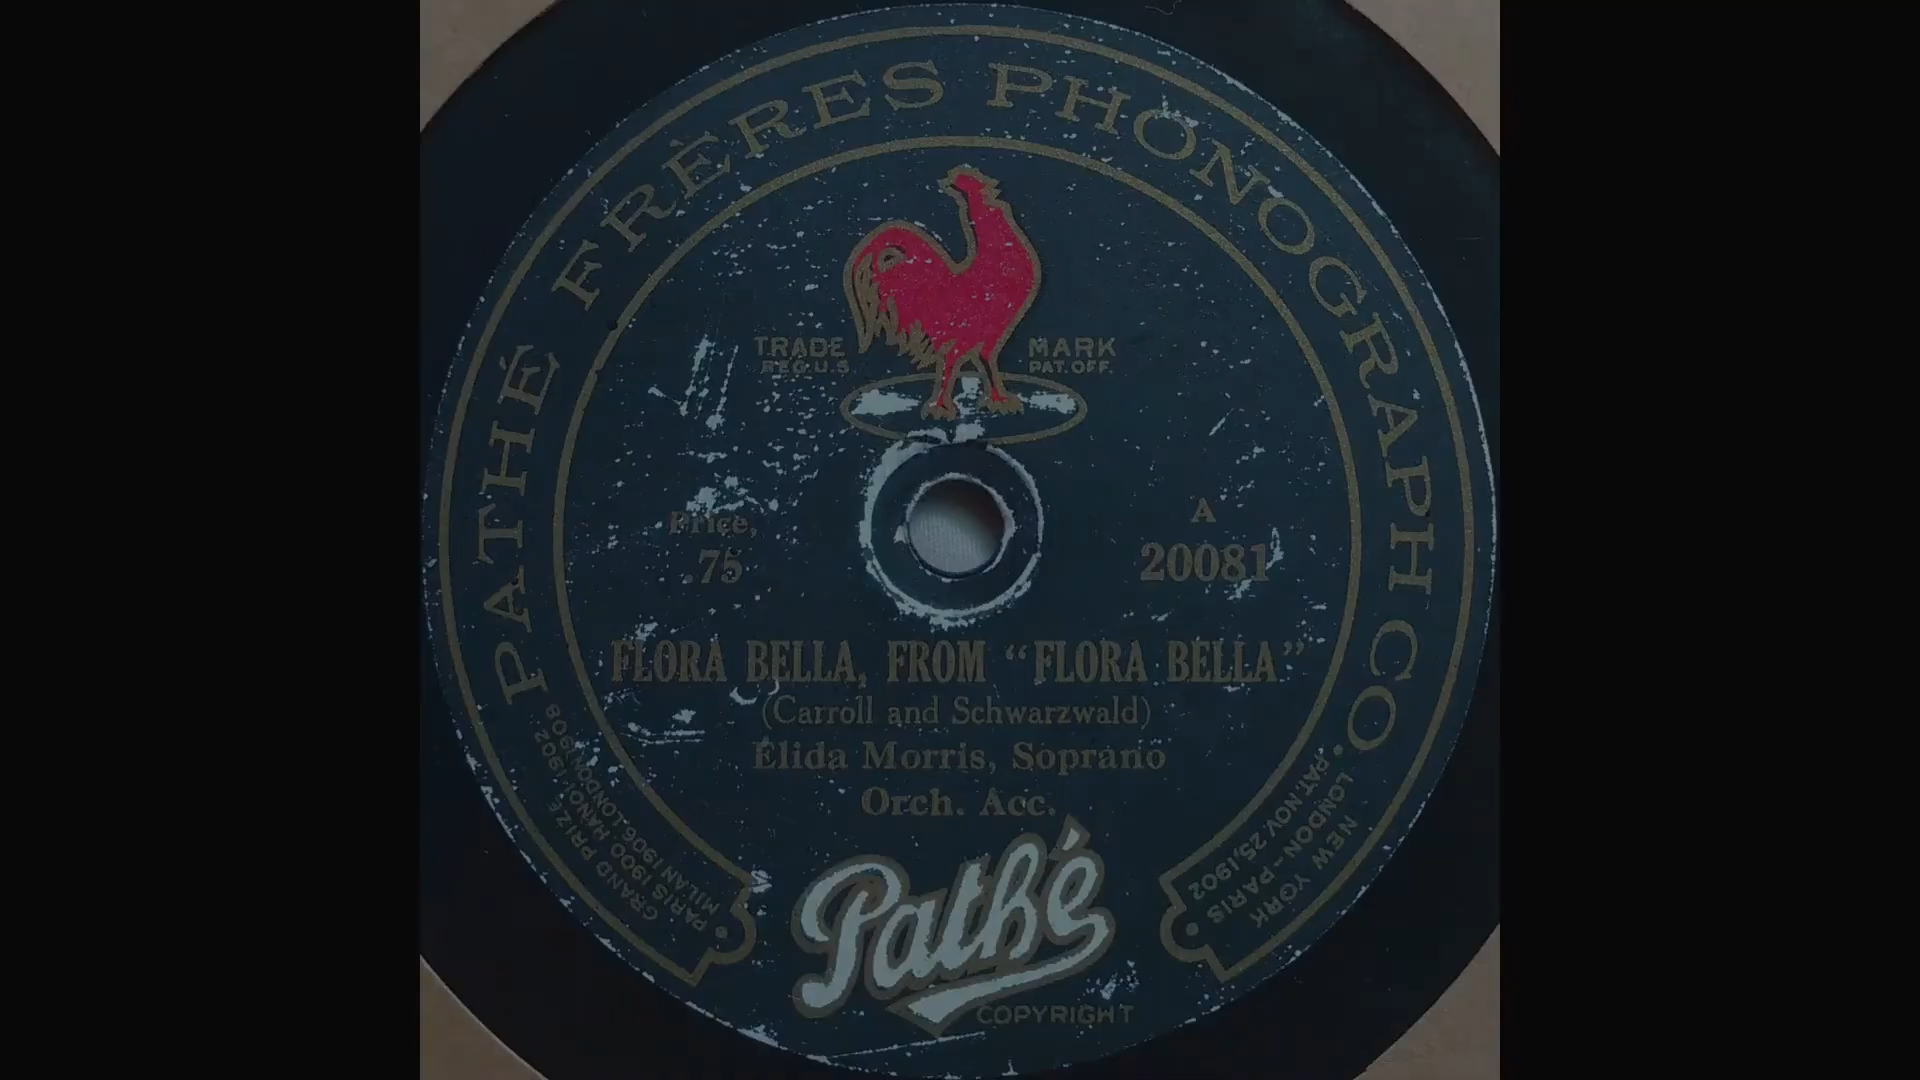 PATHÉ FRÈRES PHONOGRAPH CO.
TRADE MARK
REG. U.S. PAT. OFF.
Price, A
.75 20081
FLORA BELLA, FROM “FLORA BELLA”
(Carroll and Schwarzwald)
Elida Morris, Soprano
Orch. Acc.
Pathé
COPYRIGHT
GRAND PRIZE
PARIS 1900 HANOI 1902
MILAN 1906 LONDON 1908
NEW YORK
LONDON - PARIS
PAT. NOV. 25, 1902